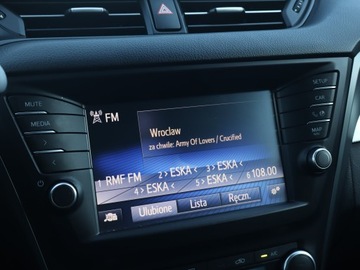 MUTE
MEDIA
SETUP
CAR
MAP
FM
Wrocław
za chwile: Army Of Lovers / Crucified
1 RMF FM
2 >ESKA <
3 >ESKA <
4 >ESKA <
5 >ESKA <
6 108.00
Ulubione
Lista
Ręczn.